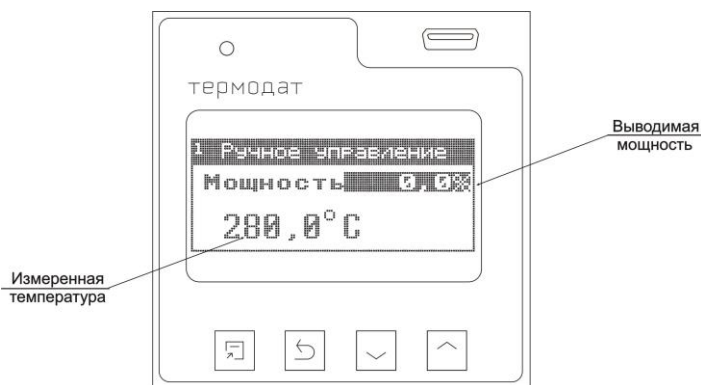 термодат
1 Ручное управление
Мощность 0,0%
280,0°C
Выводимая
мощность
Измеренная
температура